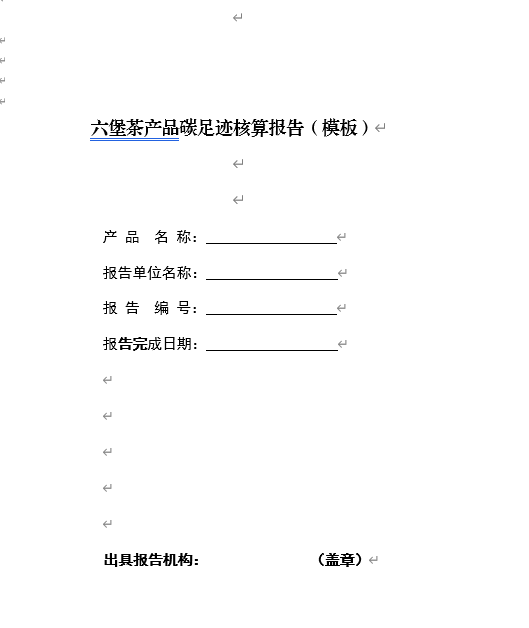 六堡茶产品碳足迹核算报告（模板）
产 品 名 称：
报告单位名称：
报 告 编 号：
报告完成日期：
出具报告机构： （盖章）